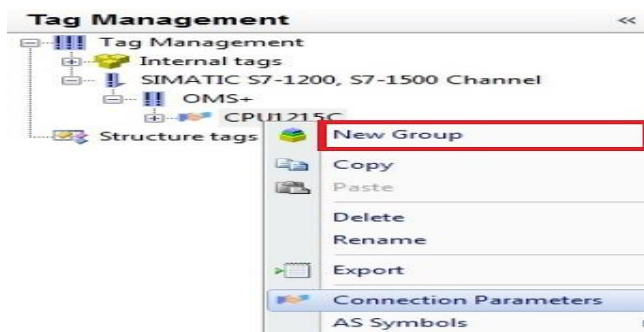 Tag Management
Tag Management
Internal tags
SIMATIC S7-1200, S7-1500 Channel
OMS+
CPU1215C
Structure tags
New Group
Copy
Paste
Delete
Rename
Export
Connection Parameters
AS Symbols